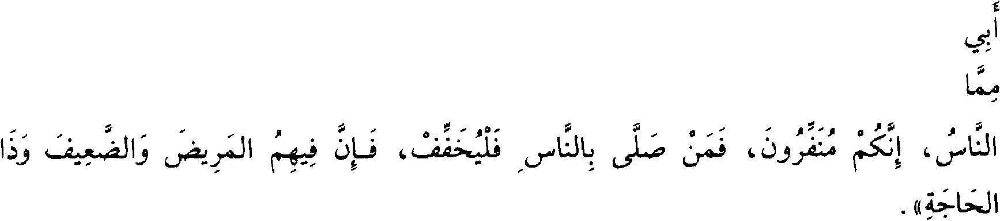 أَبِي
مِمَّا
النَّاسُ، إِنَّكُمْ مُنَفِّرُونَ، فَمَنْ صَلَّى بِالنَّاسِ فَلْيُخَفِّفْ، فَإِنَّ فِيهِمُ المَرِيضَ وَالضَّعِيفَ وَذَا
الحَاجَةِ».